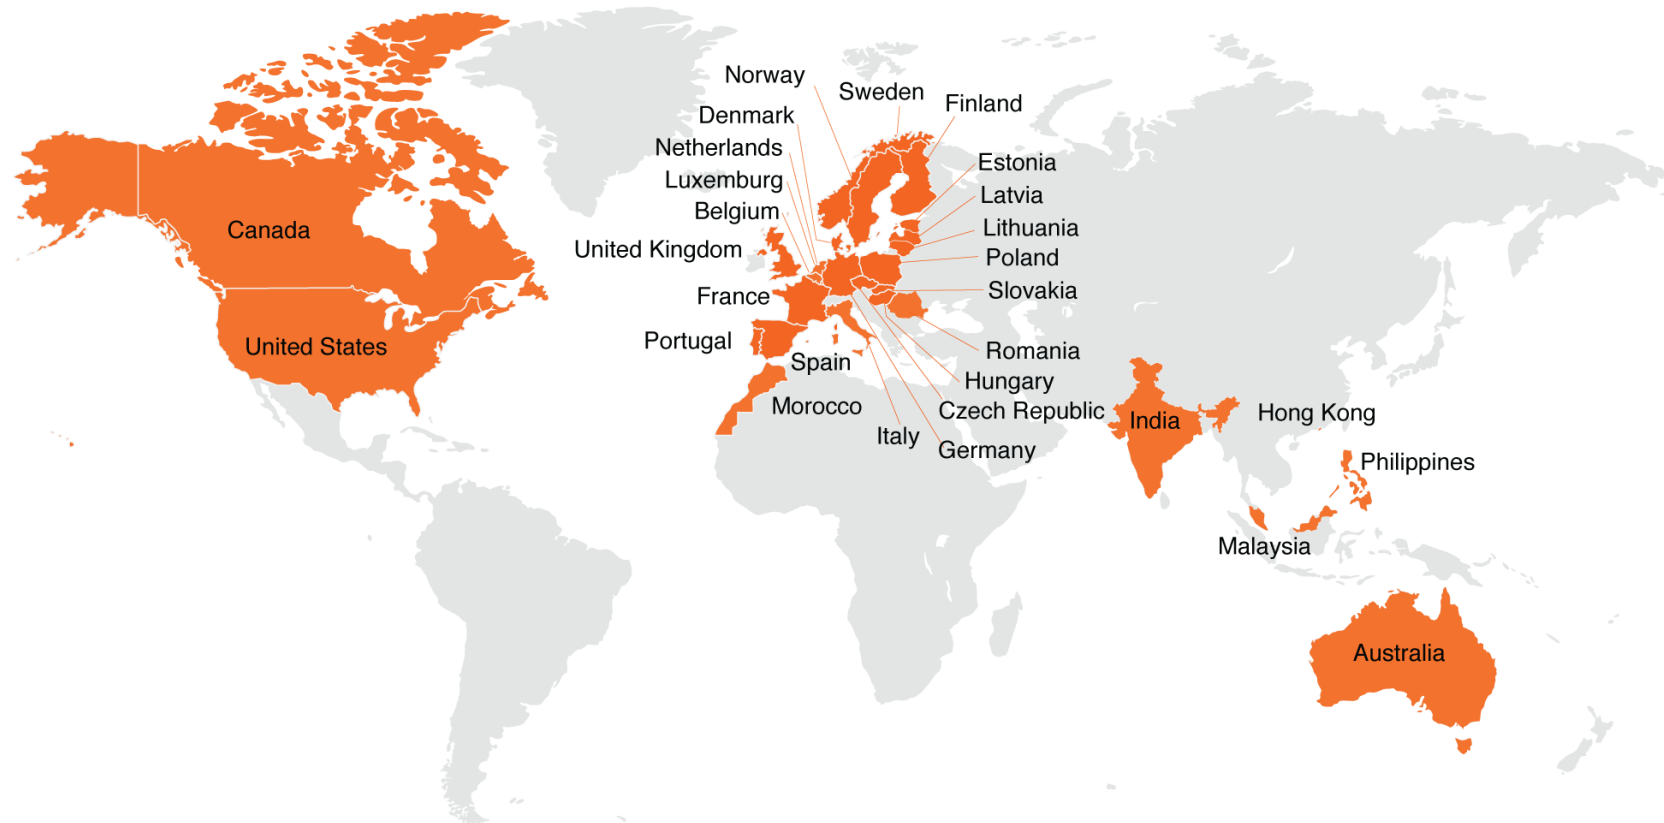 Norway
Sweden
Finland
Denmark
Netherlands
Luxemburg
Belgium
United Kingdom
France
Portugal
Spain
Morocco
Estonia
Latvia
Lithuania
Poland
Slovakia
Romania
Hungary
Czech Republic
Italy
Germany
Canada
United States
India
Hong Kong
Philippines
Malaysia
Australia